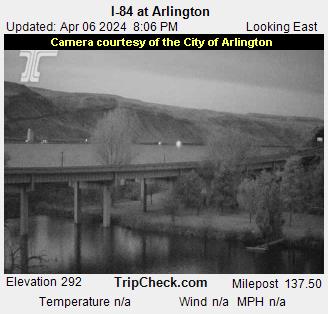 I-84 at Arlington
Updated: Apr 06 2024 8:06 PM Looking East
Camera courtesy of the City of Arlington
Elevation 292 TripCheck.com Milepost 137.50
Temperature n/a Wind n/a MPH n/a